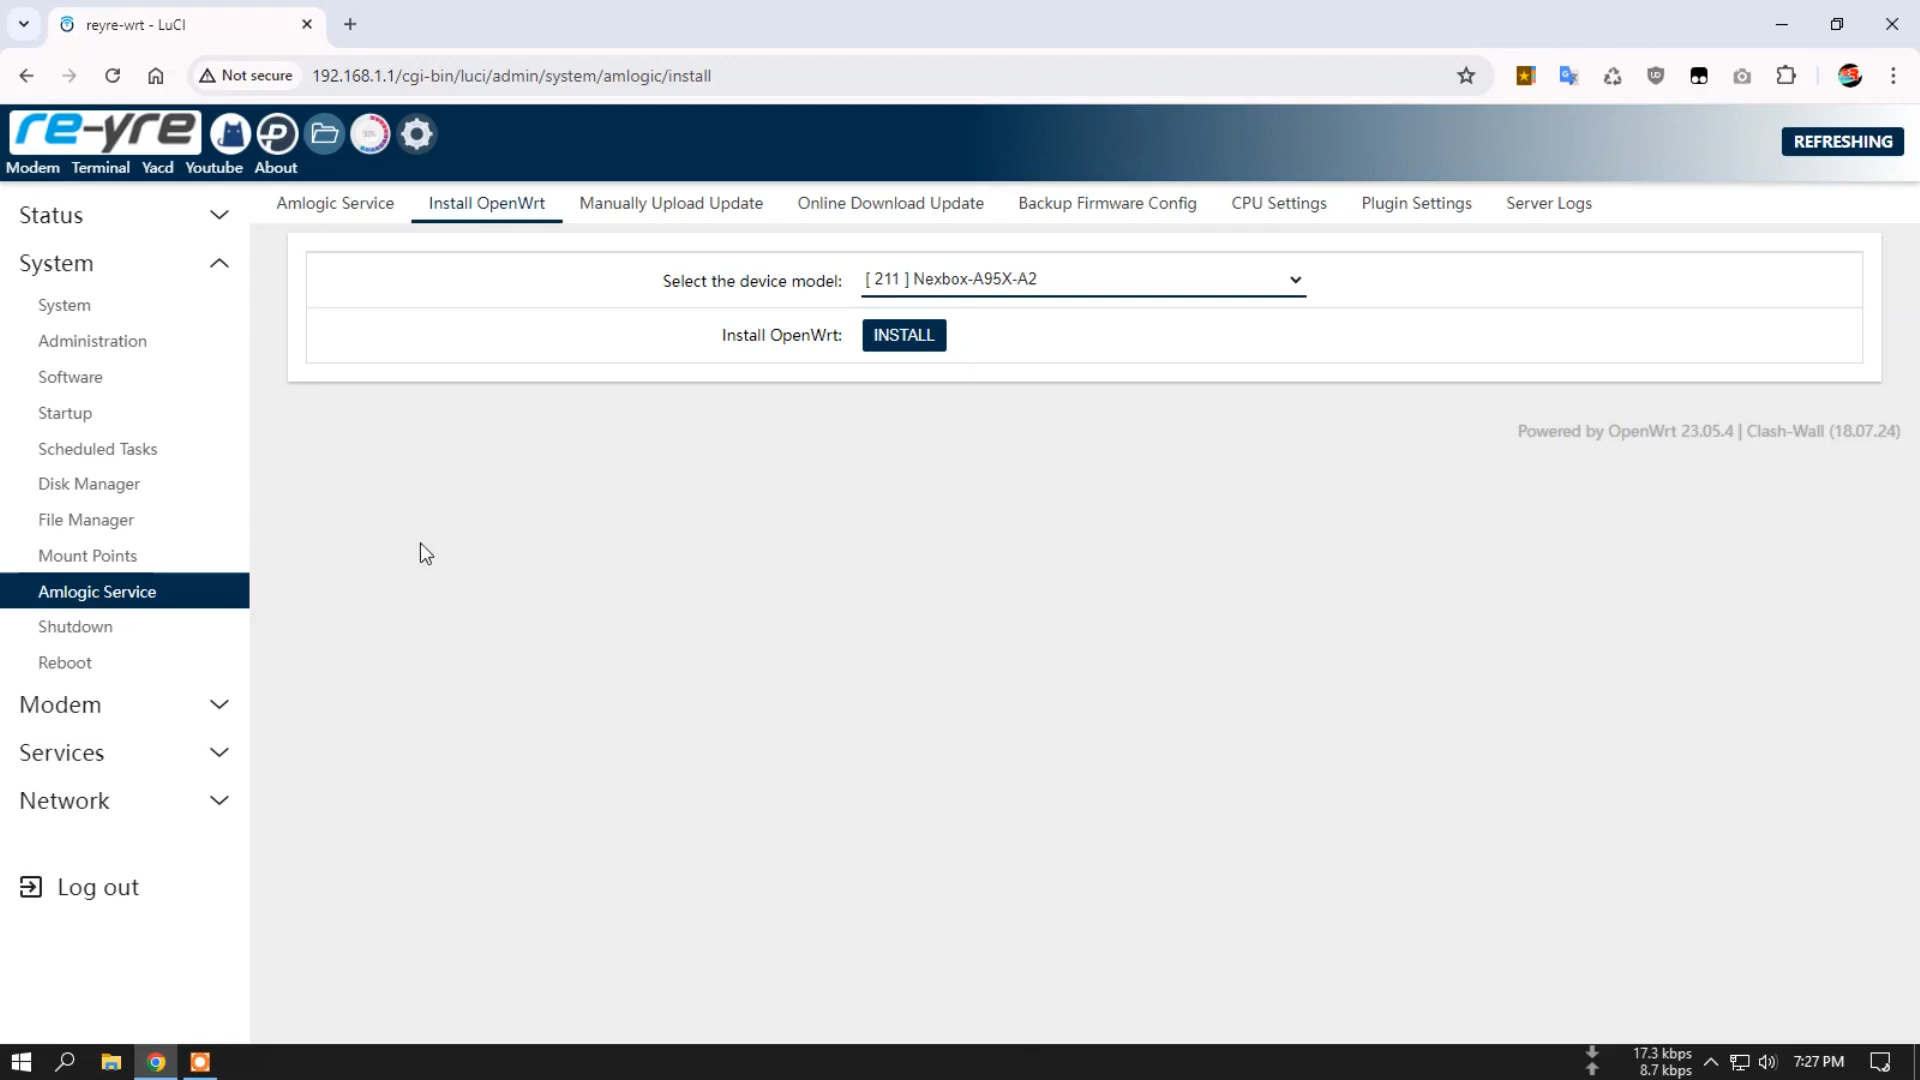 reyre-wrt - LuCI
Not secure
192.168.1.1/cgi-bin/luci/admin/system/amlogic/install
re-yre
Modem Terminal Yacd Youtube About
REFRESHING
Status
System
System
Administration
Software
Startup
Scheduled Tasks
Disk Manager
File Manager
Mount Points
Amlogic Service
Shutdown
Reboot
Modem
Services
Network
Log out
Amlogic Service Install OpenWrt Manually Upload Update Online Download Update Backup Firmware Config CPU Settings Plugin Settings Server Logs
Select the device model: [ 211 ] Nexbox-A95X-A2
Install OpenWrt: INSTALL
Powered by OpenWrt 23.05.4 | Clash-Wall (18.07.24)
17.3 kbps
8.7 kbps
7:27 PM